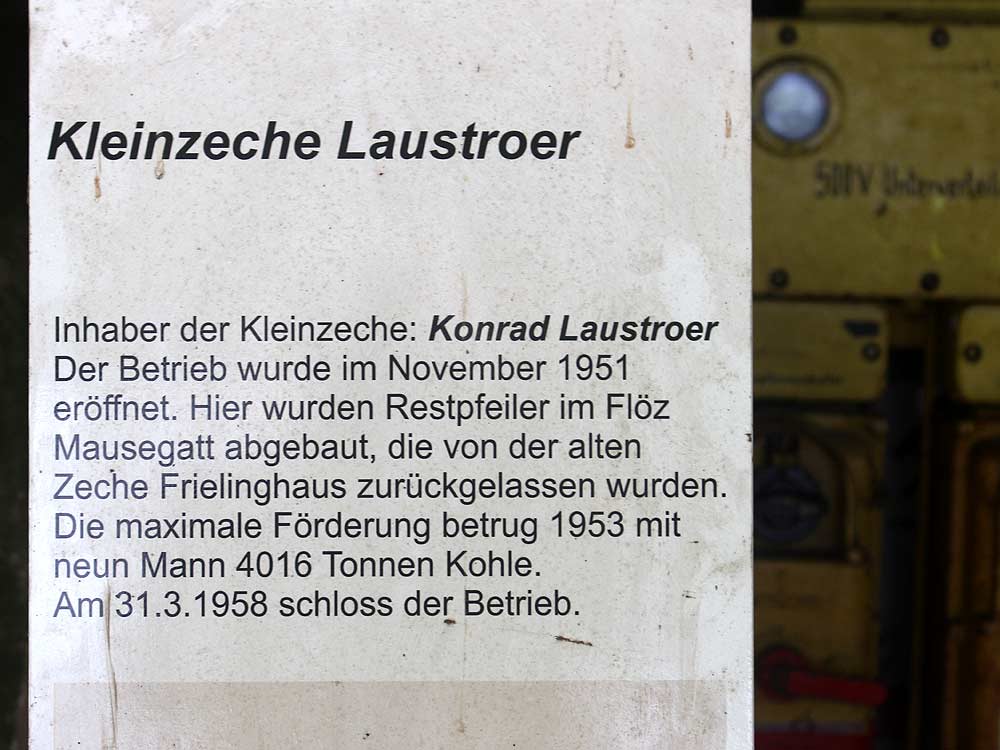 Kleinzeche Laustroer
Inhaber der Kleinzeche: Konrad Laustroer
Der Betrieb wurde im November 1951
eröffnet. Hier wurden Restpfeiler im Flöz
Mausegatt abgebaut, die von der alten
Zeche Frielinghaus zurückgelassen wurden.
Die maximale Förderung betrug 1953 mit
neun Mann 4016 Tonnen Kohle.
Am 31.3.1958 schloss der Betrieb.
500V Unterverteil